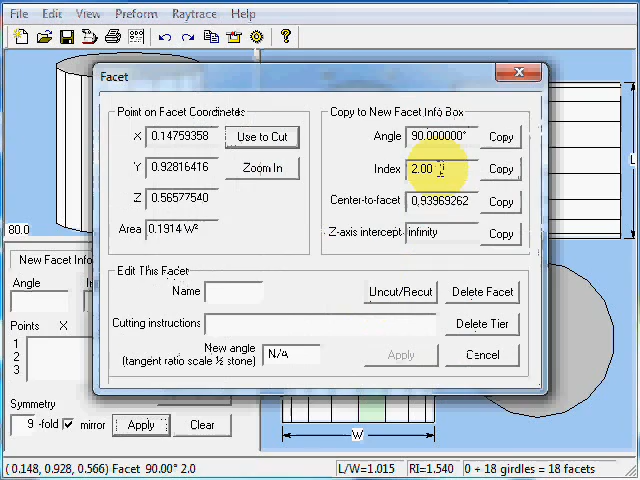 File Edit View Preform Raytrace Help
Facet
Point on Facet Coordinates
X 0.14759358 Use to Cut
Y 0.92816416 Zoom In
Z 0.56577540
Area 0.1914 W²
Copy to New Facet Info Box
Angle 90.000000° Copy
Index 2.00 Copy
Center-to-facet 0.93969262 Copy
Z-axis intercept infinity Copy
Edit This Facet
Name Uncut/Recut Delete Facet
Cutting instructions Delete Tier
New angle
(tangent ratio scale ½ stone) N/A Apply Cancel
80.0
L
New Facet Info
Angle
Points X
1
2
3
Symmetry
9 -fold mirror Apply Clear
W
( 0.148, 0.928, 0.566) Facet 90.00° 2.0 L/W=1.015 RI=1.540 0 + 18 girdles = 18 facets